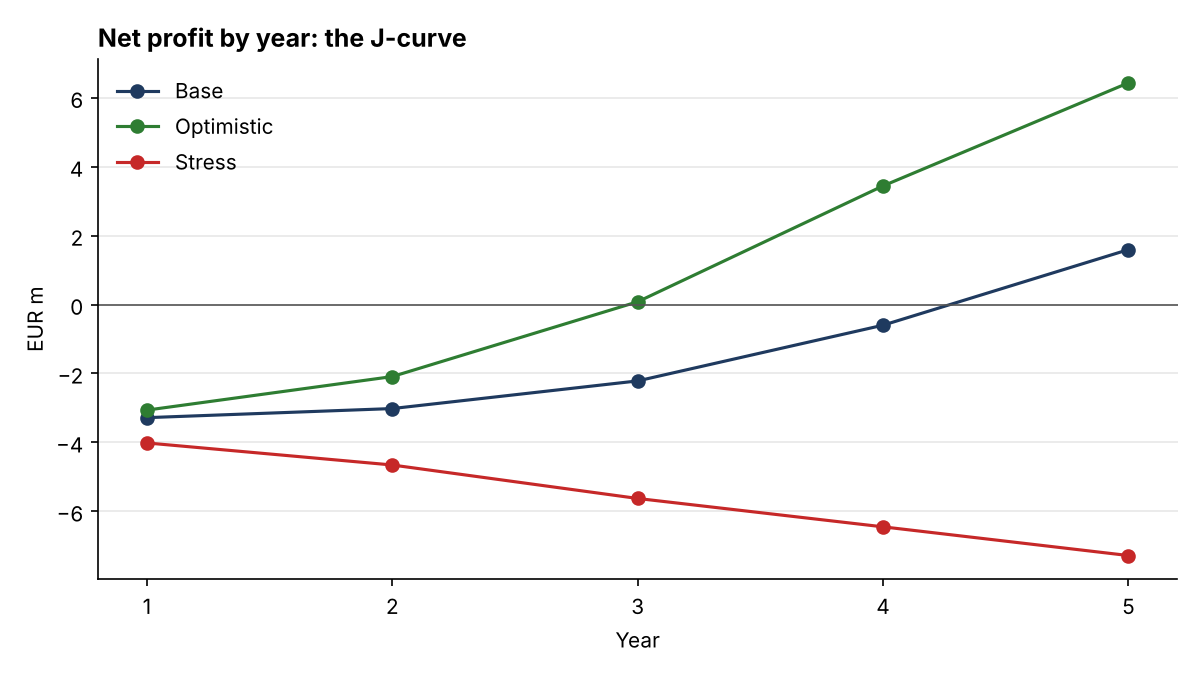 Net profit by year: the J-curve
Base
Optimistic
Stress
6
4
2
0
−2
−4
−6
EUR m
1 2 3 4 5
Year